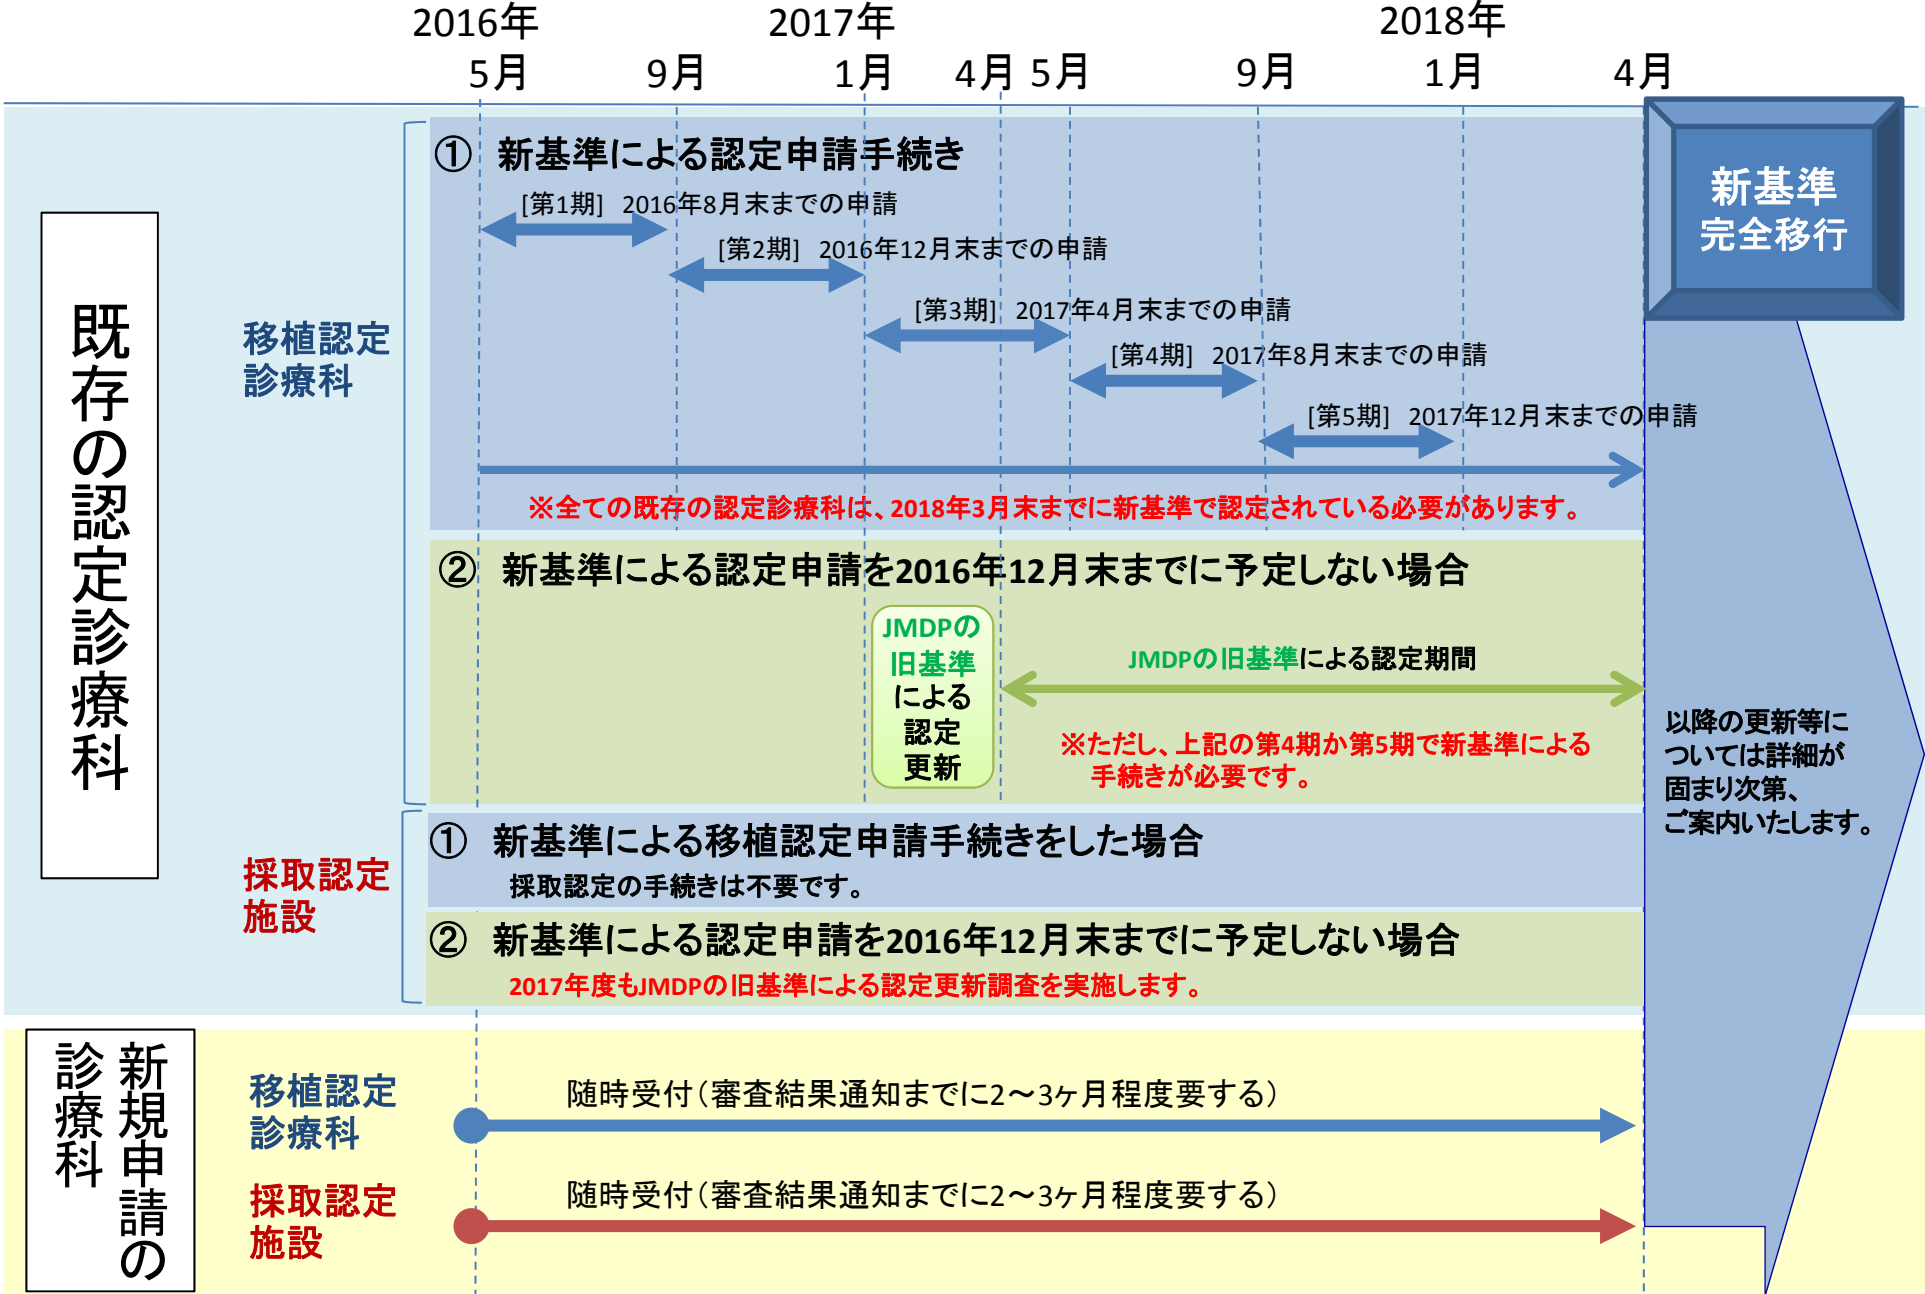 2016年
2017年
2018年
5月
9月
1月
4月
5月
9月
1月
4月
新基準
完全移行
既存の認定診療科
移植認定
診療科
① 新基準による認定申請手続き
[第1期] 2016年8月末までの申請
[第2期] 2016年12月末までの申請
[第3期] 2017年4月末までの申請
[第4期] 2017年8月末までの申請
[第5期] 2017年12月末までの申請
※全ての既存の認定診療科は、2018年3月末までに新基準で認定されている必要があります。
② 新基準による認定申請を2016年12月末までに予定しない場合
JMDPの
旧基準
による
認定
更新
JMDPの旧基準による認定期間
※ただし、上記の第4期か第5期で新基準による
手続きが必要です。
以降の更新等に
ついては詳細が
固まり次第、
ご案内いたします。
採取認定
施設
① 新基準による移植認定申請手続きをした場合
採取認定の手続きは不要です。
② 新基準による認定申請を2016年12月末までに予定しない場合
2017年度もJMDPの旧基準による認定更新調査を実施します。
新規申請の
診療科
移植認定
診療科
随時受付（審査結果通知までに2～3ヶ月程度要する）
採取認定
施設
随時受付（審査結果通知までに2～3ヶ月程度要する）